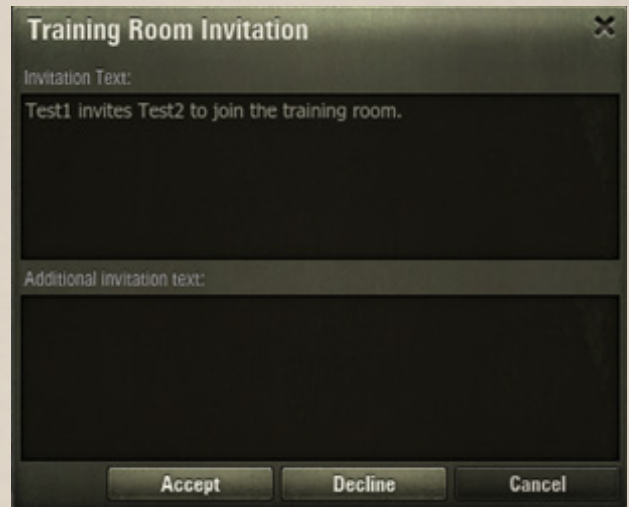 Training Room Invitation
Invitation Text:
Test1 invites Test2 to join the training room.
Additional invitation text:
Accept Decline Cancel